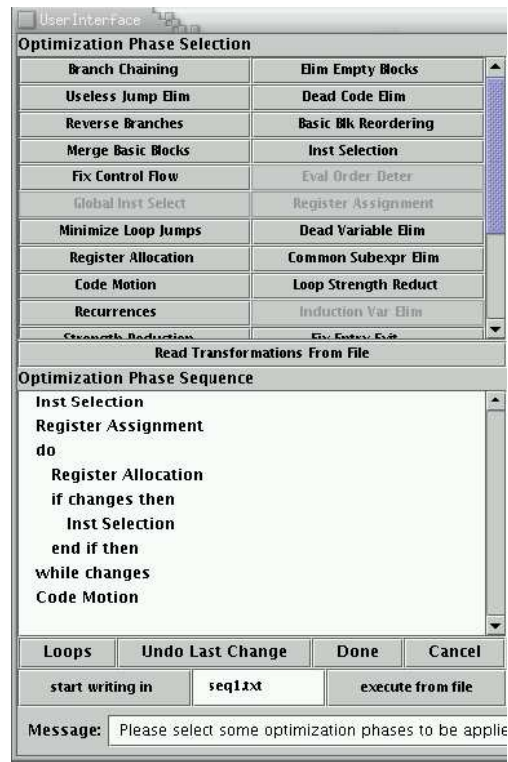 UserInterface
Optimization Phase Selection
Branch Chaining Elim Empty Blocks
Useless Jump Elim Dead Code Elim
Reverse Branches Basic Blk Reordering
Merge Basic Blocks Inst Selection
Fix Control Flow Eval Order Deter
Global Inst Select Register Assignment
Minimize Loop Jumps Dead Variable Elim
Register Allocation Common Subexpr Elim
Code Motion Loop Strength Reduct
Recurrences Induction Var Elim
Strength Reduction Fix Entry Exit
Read Transformations From File
Optimization Phase Sequence
Inst Selection
Register Assignment
do
Register Allocation
if changes then
Inst Selection
end if then
while changes
Code Motion
Loops Undo Last Change Done Cancel
start writing in seq1.txt execute from file
Message: Please select some optimization phases to be applie